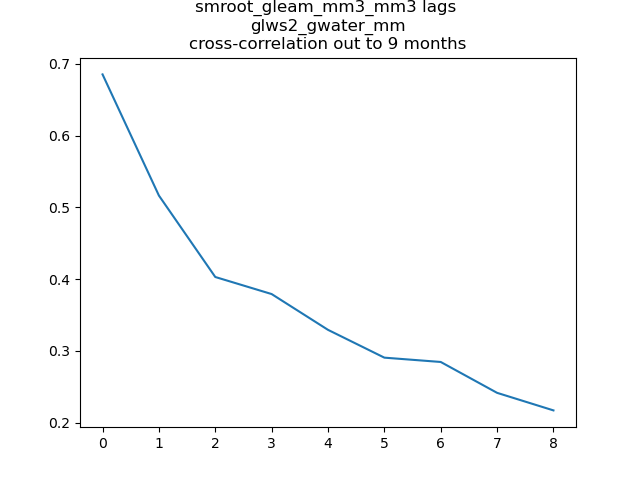 smroot_gleam_mm3_mm3 lags
glws2_gwater_mm
cross-correlation out to 9 months
0.7
0.6
0.5
0.4
0.3
0.2
0 1 2 3 4 5 6 7 8